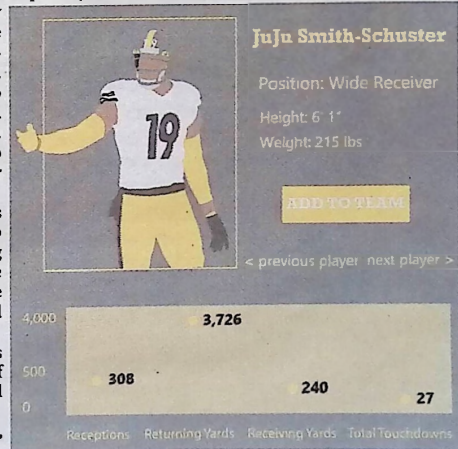 JuJu Smith-Schuster
Position: Wide Receiver
Height: 6' 1"
Weight: 215 lbs
19
ADD TO TEAM
< previous player next player >
4,000
3,726
500
308
240
0
27
Receptions Returning Yards Receiving Yards Total Touchdowns